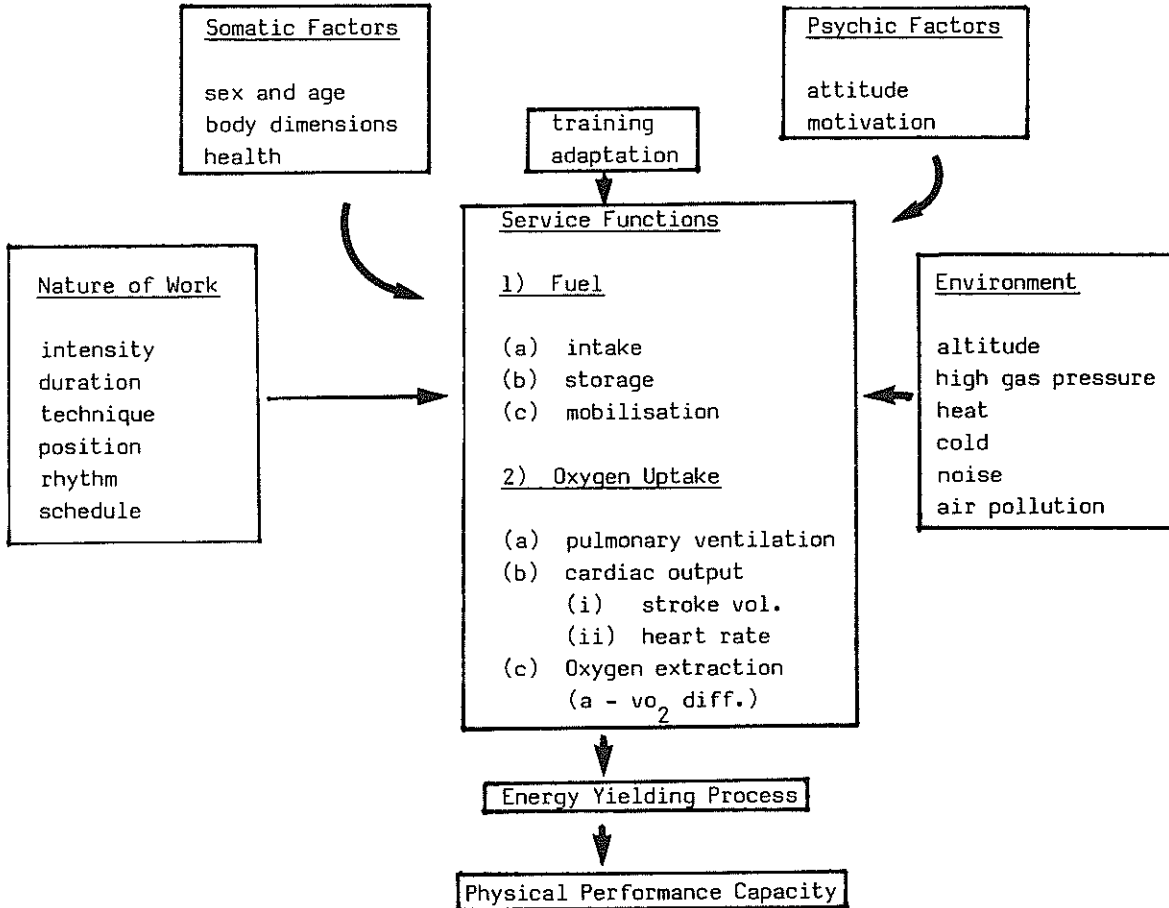 Somatic Factors
sex and age
body dimensions
health
training
adaptation
Psychic Factors
attitude
motivation
Nature of Work
intensity
duration
technique
position
rhythm
schedule
Service Functions
1) Fuel
(a) intake
(b) storage
(c) mobilisation
2) Oxygen Uptake
(a) pulmonary ventilation
(b) cardiac output
(i) stroke vol.
(ii) heart rate
(c) Oxygen extraction
(a - vo2 diff.)
Environment
altitude
high gas pressure
heat
cold
noise
air pollution
Energy Yielding Process
Physical Performance Capacity